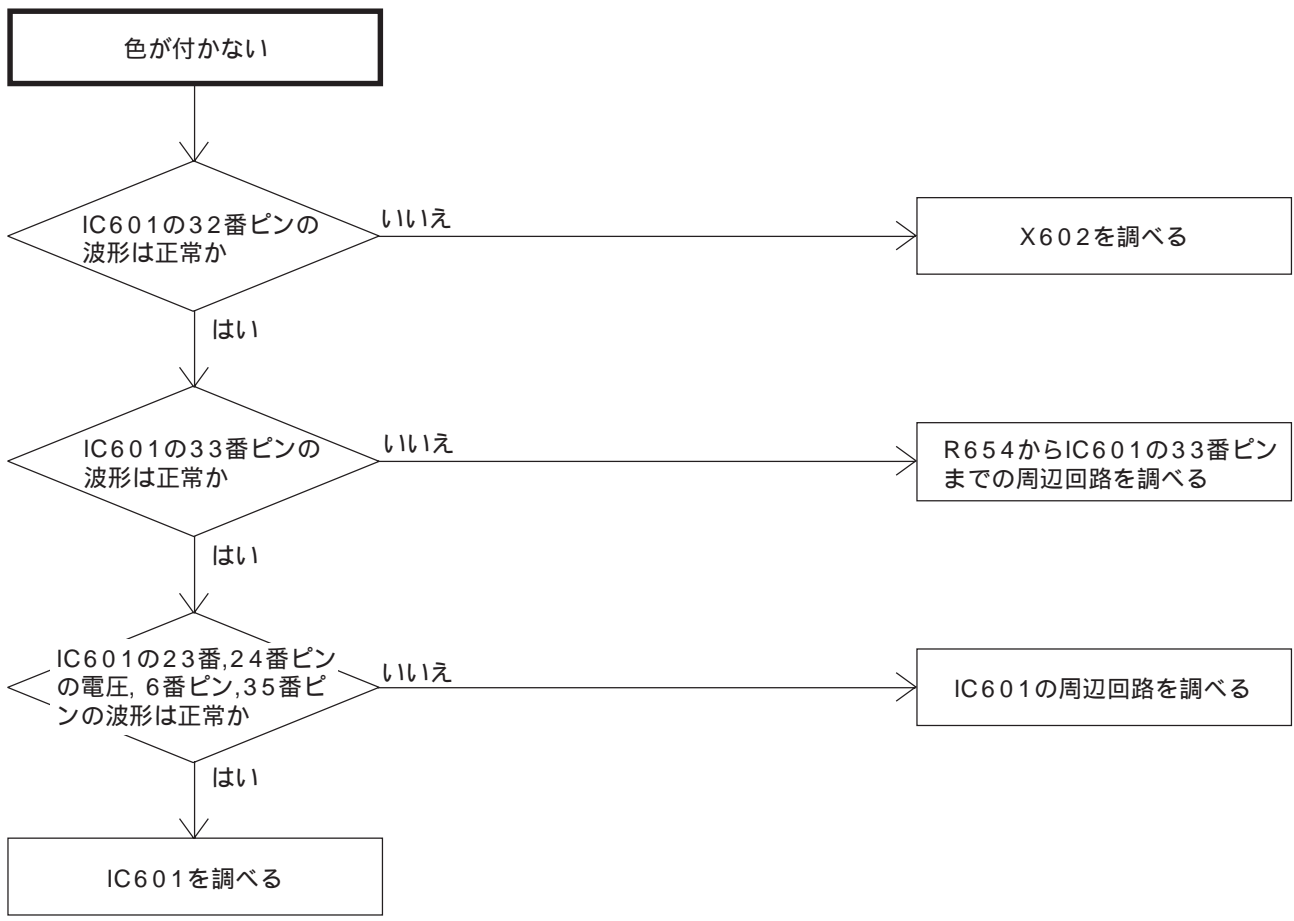 色が付かない
IC601の32番ピンの
波形は正常か
いいえ
X602を調べる
はい
IC601の33番ピンの
波形は正常か
いいえ
R654からIC601の33番ピン
までの周辺回路を調べる
はい
IC601の23番,24番ピン
の電圧, 6番ピン,35番ピ
ンの波形は正常か
いいえ
IC601の周辺回路を調べる
はい
IC601を調べる